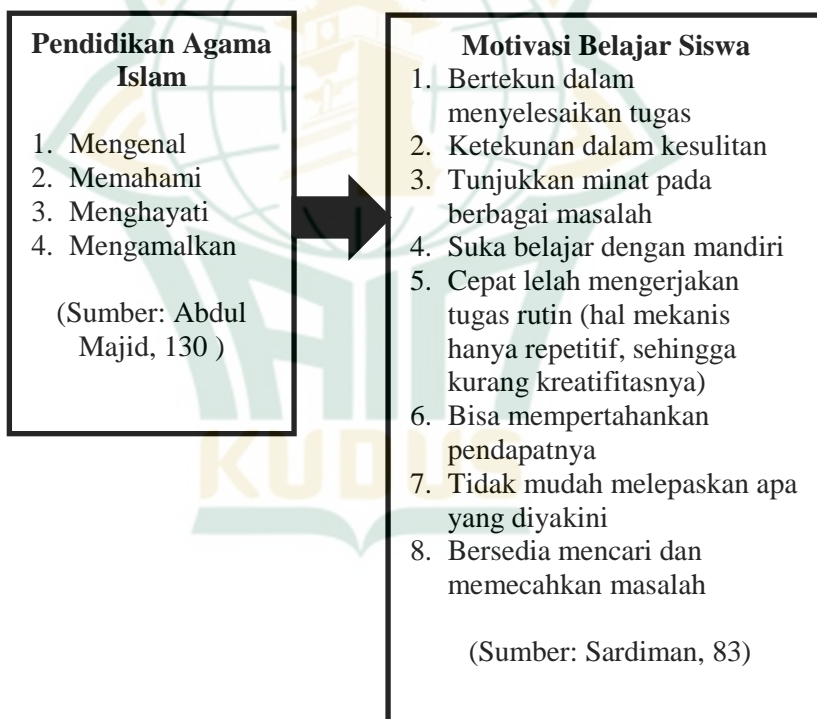 Pendidikan Agama
Islam
1. Mengenal
2. Memahami
3. Menghayati
4. Mengamalkan
(Sumber: Abdul
Majid, 130 )
Motivasi Belajar Siswa
1. Bertekun dalam
menyelesaikan tugas
2. Ketekunan dalam kesulitan
3. Tunjukkan minat pada
berbagai masalah
4. Suka belajar dengan mandiri
5. Cepat lelah mengerjakan
tugas rutin (hal mekanis
hanya repetitif, sehingga
kurang kreatifitasnya)
6. Bisa mempertahankan
pendapatnya
7. Tidak mudah melepaskan apa
yang diyakini
8. Bersedia mencari dan
memecahkan masalah
(Sumber: Sardiman, 83)
KUDUS